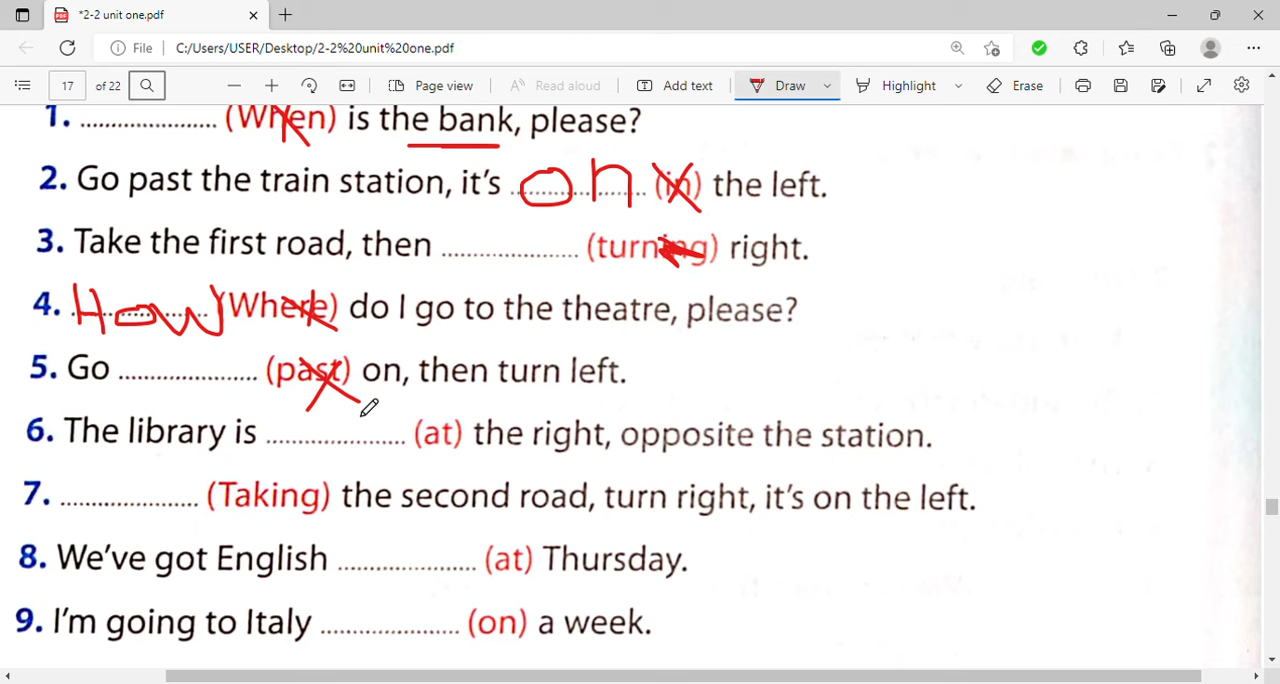 *2-2 unit one.pdf
File C:/Users/USER/Desktop/2-2%20unit%20one.pdf
17 of 22 Page view Read aloud Add text Draw Highlight Erase
1. ...................... (When) is the bank, please?
2. Go past the train station, it's ...................... on (in) the left.
3. Take the first road, then ...................... (turning) right.
4. ...................... How (Where) do I go to the theatre, please?
5. Go ...................... (past) on, then turn left.
6. The library is ...................... (at) the right, opposite the station.
7. ...................... (Taking) the second road, turn right, it's on the left.
8. We've got English ...................... (at) Thursday.
9. I'm going to Italy ...................... (on) a week.